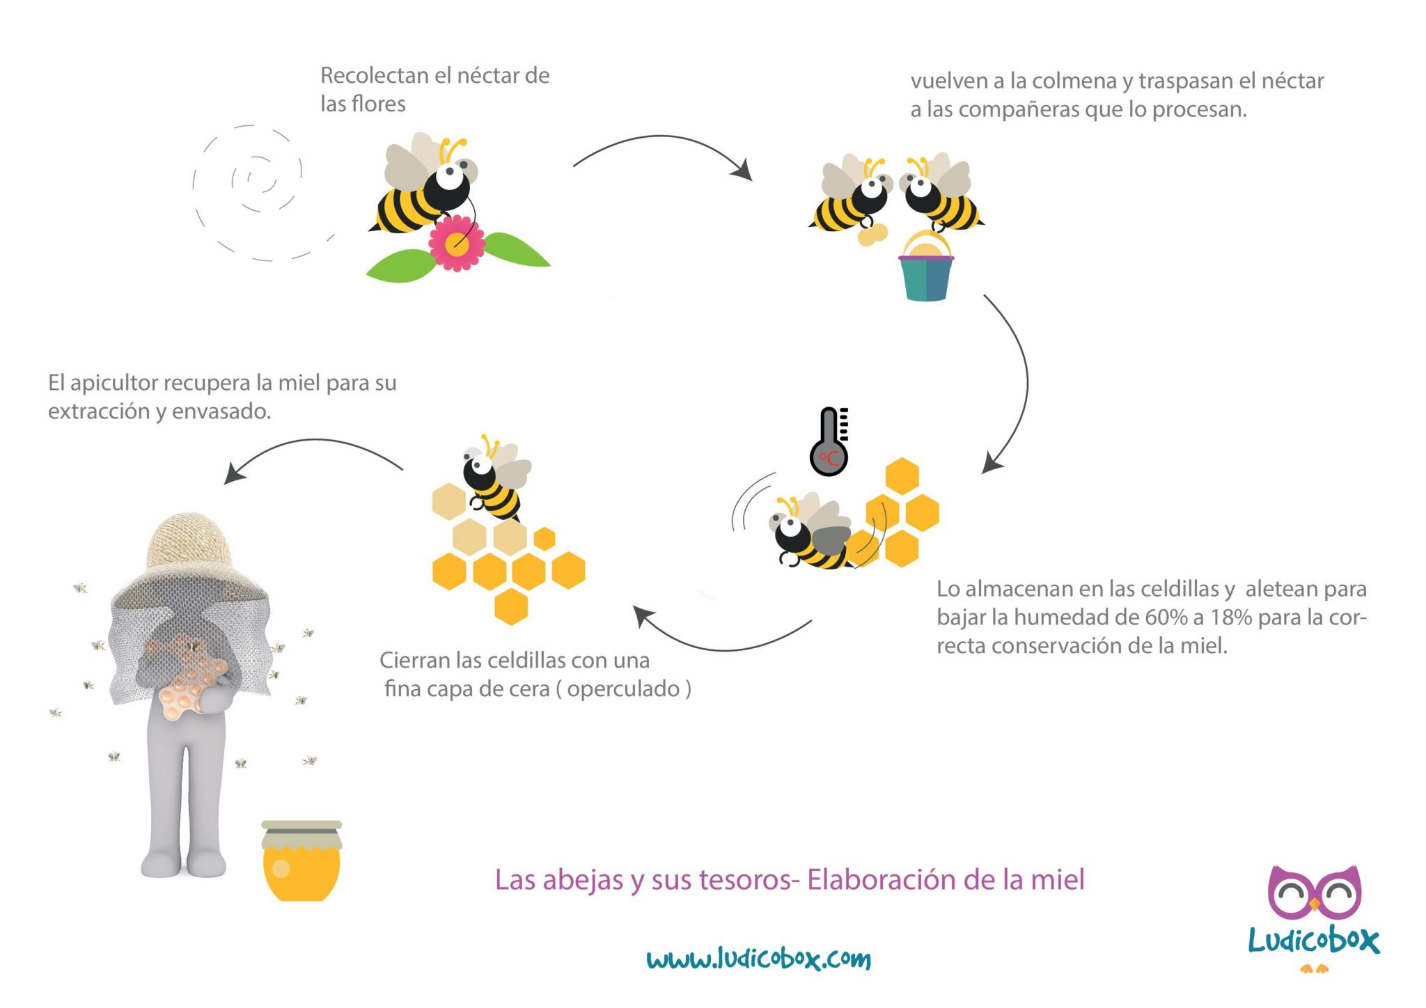 Recolectan el néctar de
las flores
vuelven a la colmena y traspasan el néctar
a las compañeras que lo procesan.
°C
Lo almacenan en las celdillas y aletean para
bajar la humedad de 60% a 18% para la cor-
recta conservación de la miel.
Cierran las celdillas con una
fina capa de cera ( operculado )
El apicultor recupera la miel para su
extracción y envasado.
Las abejas y sus tesoros- Elaboración de la miel
www.ludicobox.com
Ludicobox